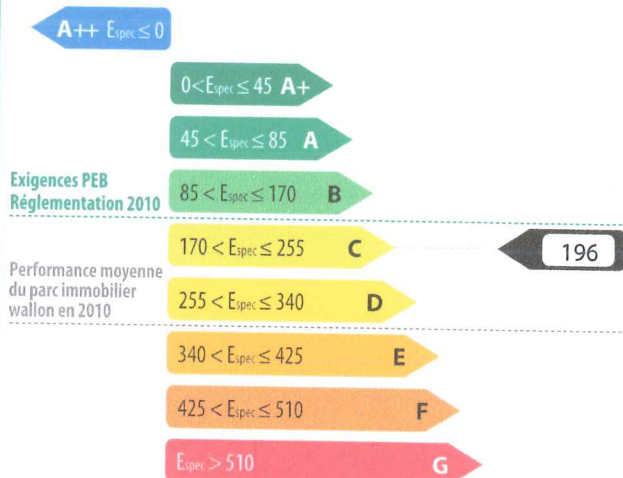 A++ Espec ≤ 0
0 < Espec ≤ 45 A+
45 < Espec ≤ 85 A
Exigences PEB
Réglementation 2010
85 < Espec ≤ 170 B
170 < Espec ≤ 255 C
196
Performance moyenne
du parc immobilier
wallon en 2010
255 < Espec ≤ 340 D
340 < Espec ≤ 425 E
425 < Espec ≤ 510 F
Espec > 510 G